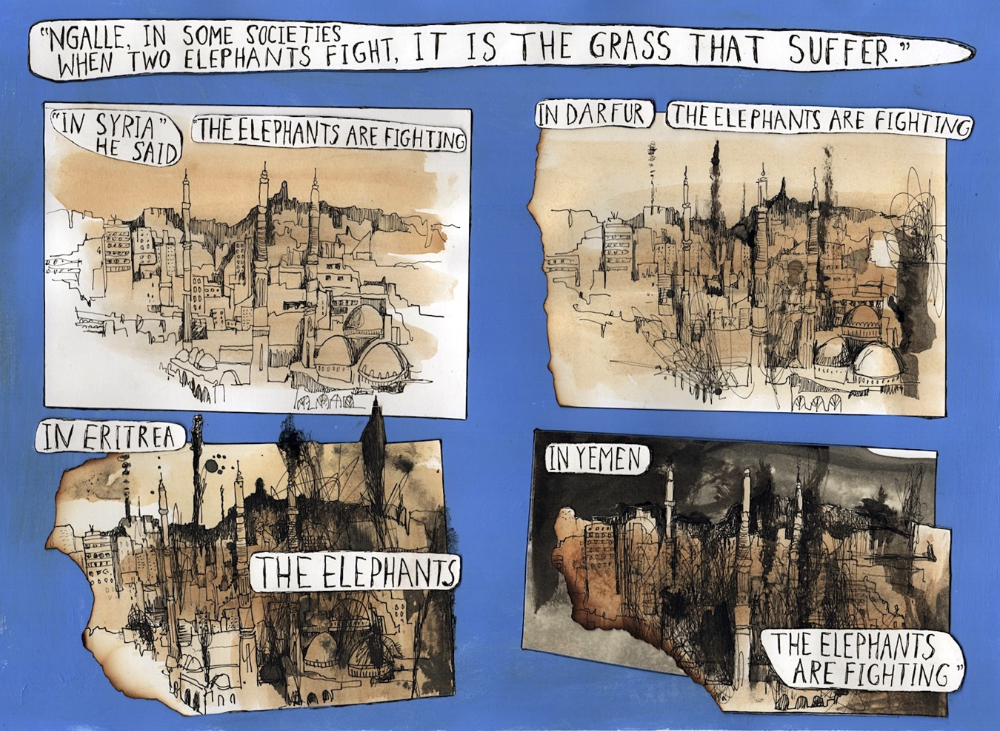 "NGALLE, IN SOME SOCIETIES
WHEN TWO ELEPHANTS FIGHT, IT IS THE GRASS THAT SUFFER."
"IN SYRIA"
HE SAID
"THE ELEPHANTS ARE FIGHTING
IN DARFUR
THE ELEPHANTS ARE FIGHTING
IN ERITREA
THE ELEPHANTS
IN YEMEN
THE ELEPHANTS
ARE FIGHTING"